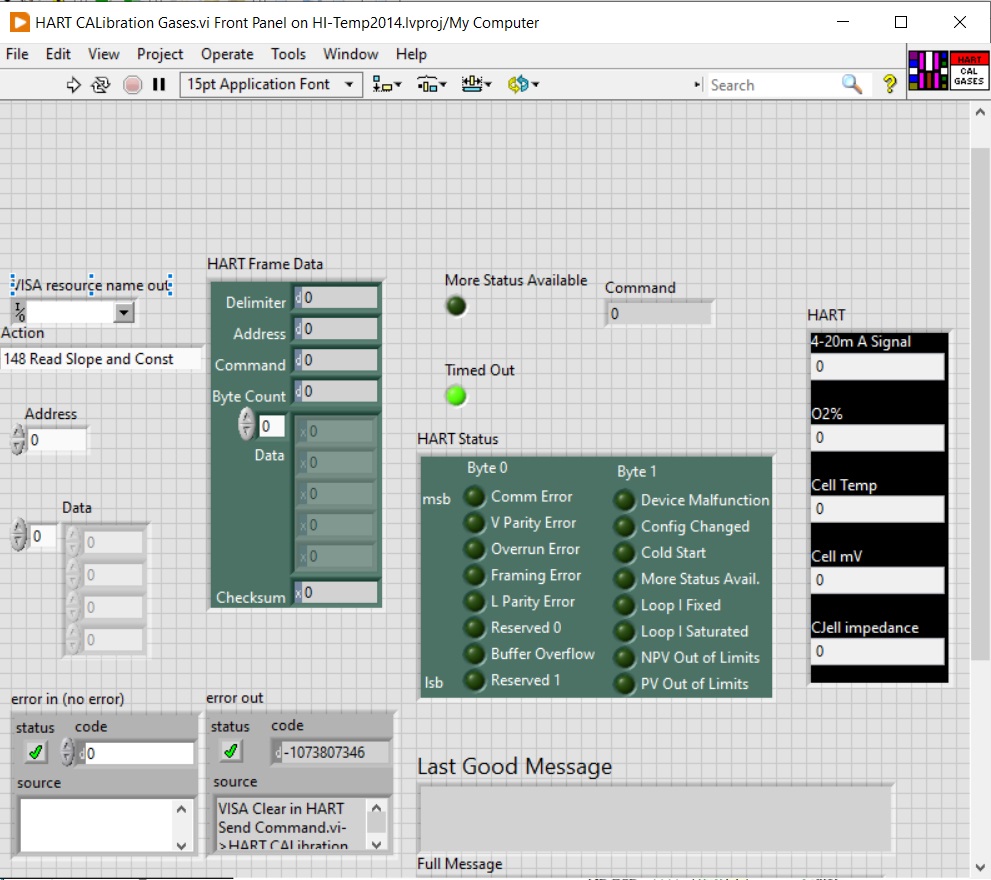 HART CALibration Gases.vi Front Panel on HI-Temp2014.lvproj/My Computer
File Edit View Project Operate Tools Window Help
15pt Application Font
Search
?
HART
CAL
GASES
VISA resource name out
I/0
Action
148 Read Slope and Const
Address
0
Data
0
0
0
0
0
HART Frame Data
Delimiter d 0
Address d 0
Command d 0
Byte Count d 0
0
Data
x 0
x 0
x 0
x 0
x 0
Checksum x 0
More Status Available
Command
0
Timed Out
HART Status
Byte 0
msb
Comm Error
V Parity Error
Overrun Error
Framing Error
L Parity Error
Reserved 0
Buffer Overflow
lsb
Reserved 1
Byte 1
Device Malfunction
Config Changed
Cold Start
More Status Avail.
Loop I Fixed
Loop I Saturated
NPV Out of Limits
PV Out of Limits
HART
4-20m A Signal
0
O2%
0
Cell Temp
0
Cell mV
0
CJell impedance
0
error in (no error)
status code
d 0
source
error out
status code
d -1073807346
source
VISA Clear in HART
Send Command.vi-
>HART CALibration
Last Good Message
Full Message